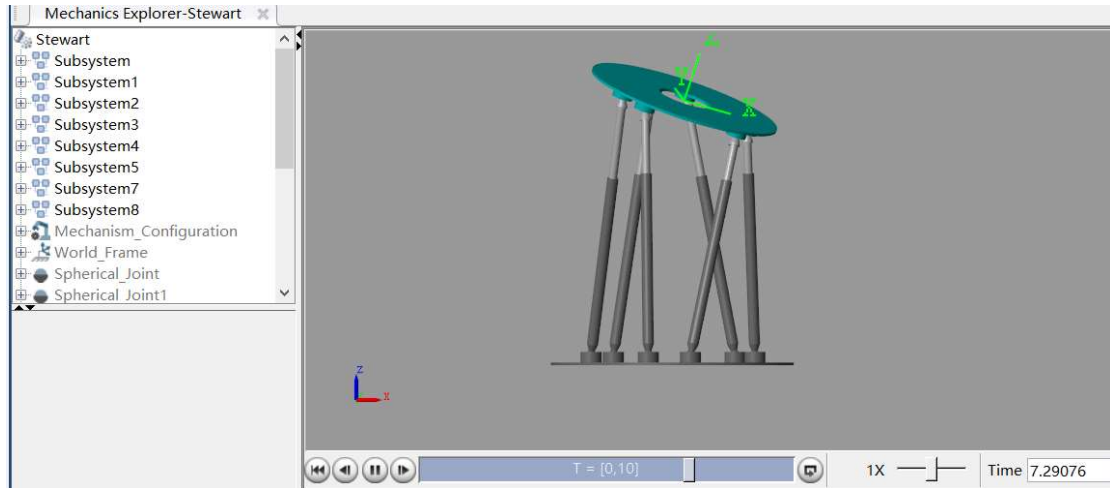 Mechanics Explorer-Stewart
Stewart
Subsystem
Subsystem1
Subsystem2
Subsystem3
Subsystem4
Subsystem5
Subsystem7
Subsystem8
Mechanism_Configuration
World_Frame
Spherical_Joint
Spherical_Joint1
Y
X
z
x
T = [0,10]
1X
Time 7.29076